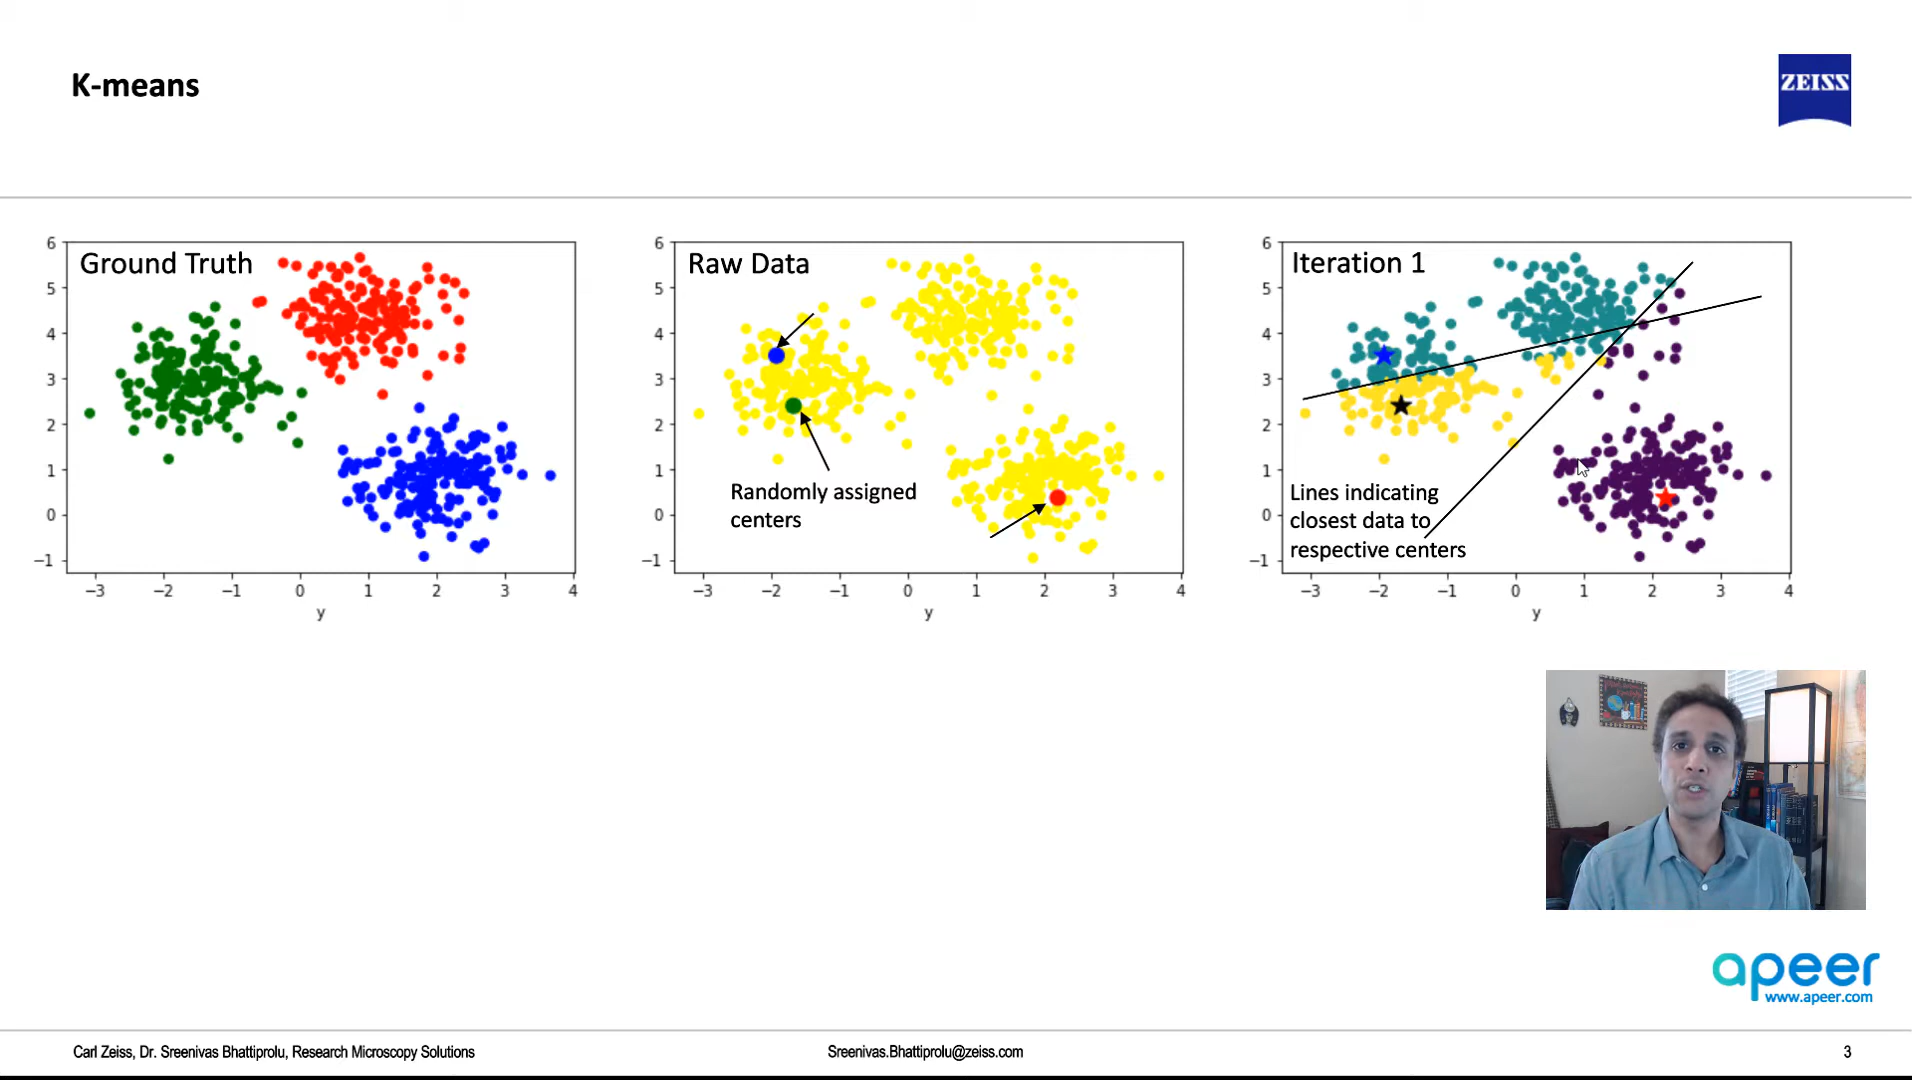 K-means
ZEISS
Ground Truth
6
5
4
3
2
1
0
−1
−3
−2
−1
0
1
2
3
4
y
Raw Data
6
5
4
3
2
1
0
−1
Randomly assigned
centers
−3
−2
−1
0
1
2
3
4
y
Iteration 1
6
5
4
3
2
1
0
−1
Lines indicating
closest data to
respective centers
−3
−2
−1
0
1
2
3
4
y
apeer
www.apeer.com
Carl Zeiss, Dr. Sreenivas Bhattiprolu, Research Microscopy Solutions
Sreenivas.Bhattiprolu@zeiss.com
3